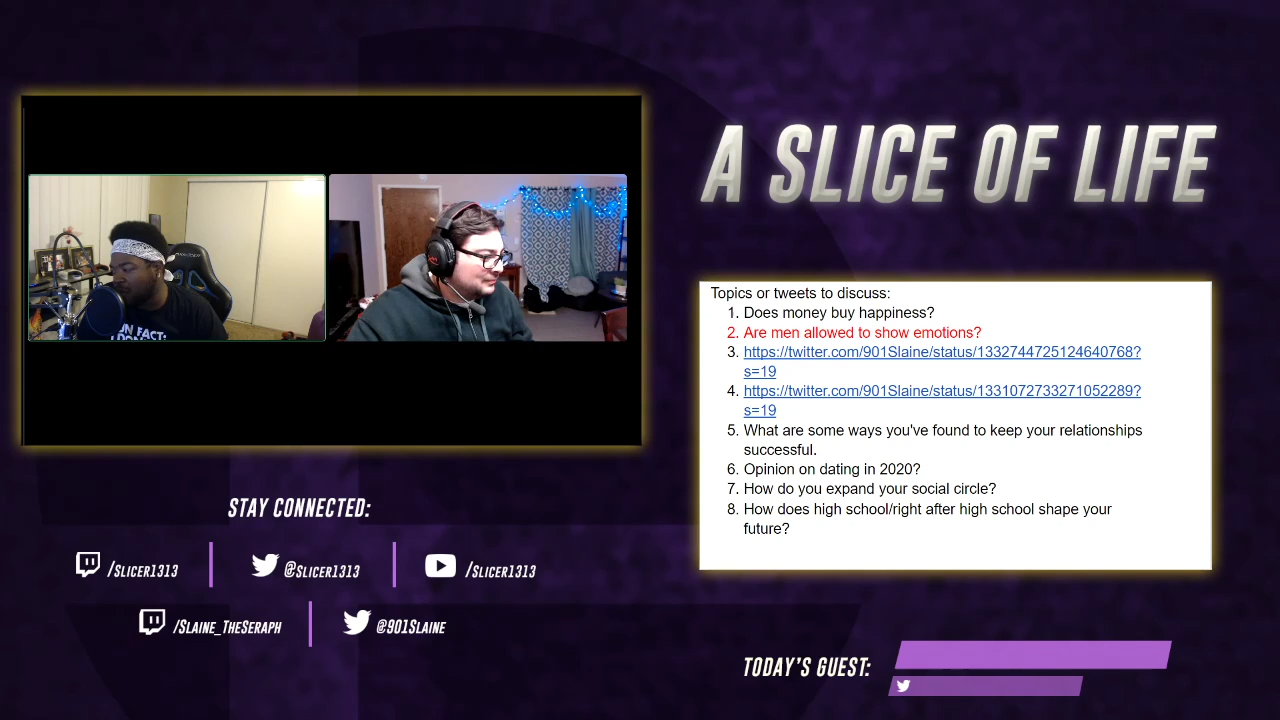 A SLICE OF LIFE
UN FACT:
Topics or tweets to discuss:
1. Does money buy happiness?
2. Are men allowed to show emotions?
3. https://twitter.com/901Slaine/status/1332744725124640768?
s=19
4. https://twitter.com/901Slaine/status/1331072733271052289?
s=19
5. What are some ways you've found to keep your relationships
successful.
6. Opinion on dating in 2020?
7. How do you expand your social circle?
8. How does high school/right after high school shape your
future?
STAY CONNECTED:
/SLICER1313
@SLICER1313
/SLICER1313
/SLAINE_THESERAPH
@901SLAINE
TODAY'S GUEST: